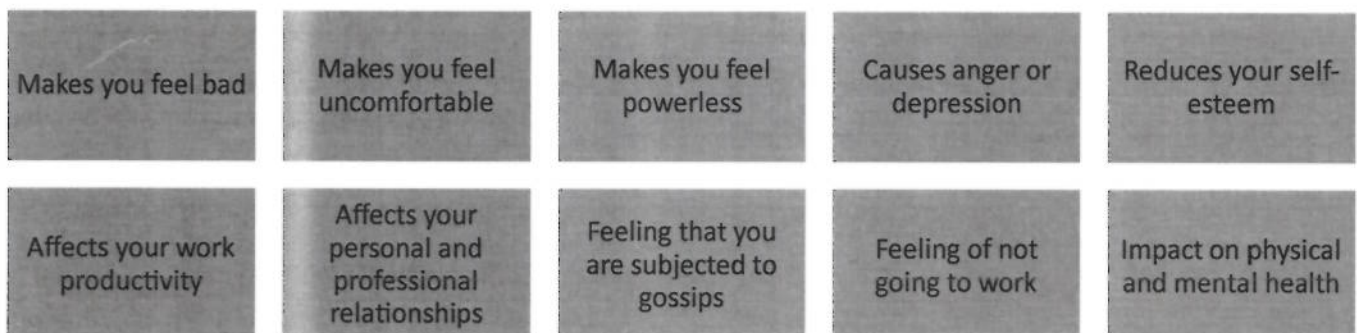 Makes you feel bad
Makes you feel
uncomfortable
Makes you feel
powerless
Causes anger or
depression
Reduces your self-
esteem
Affects your work
productivity
Affects your
personal and
professional
relationships
Feeling that you
are subjected to
gossips
Feeling of not
going to work
Impact on physical
and mental health